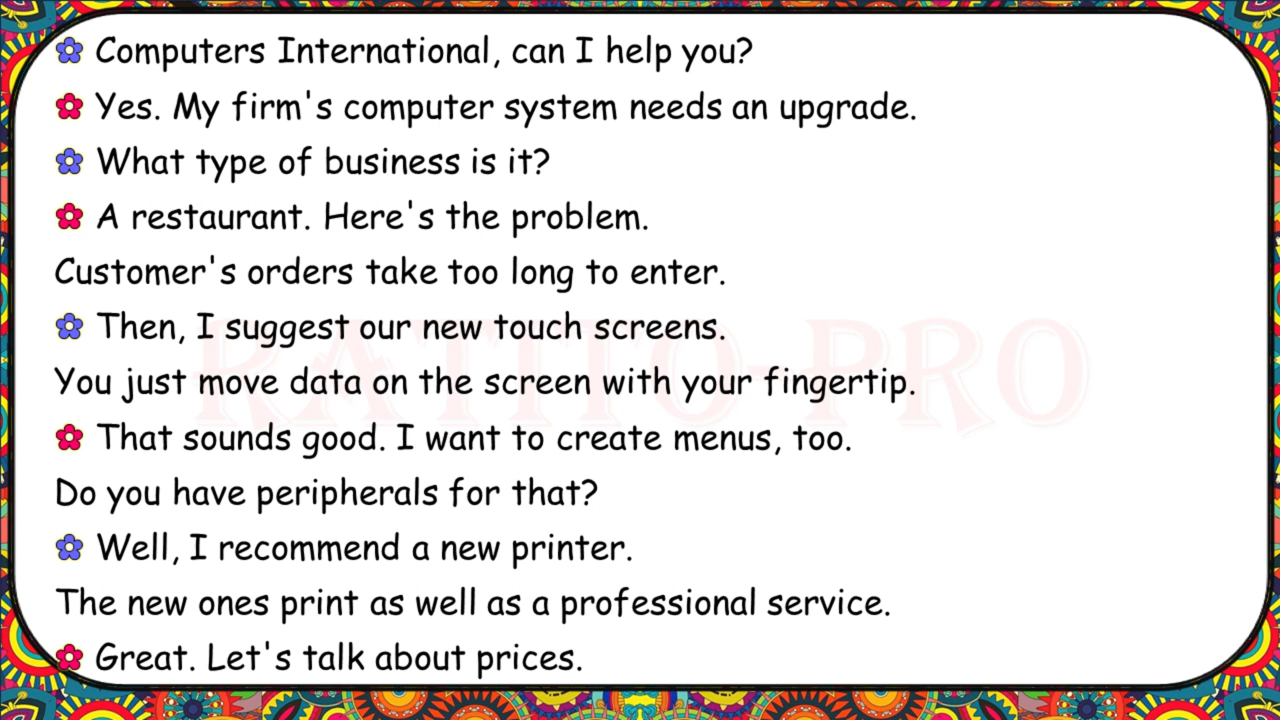 Computers International, can I help you?
Yes. My firm's computer system needs an upgrade.
What type of business is it?
A restaurant. Here's the problem.
Customer's orders take too long to enter.
Then, I suggest our new touch screens.
You just move data on the screen with your fingertip.
That sounds good. I want to create menus, too.
Do you have peripherals for that?
Well, I recommend a new printer.
The new ones print as well as a professional service.
Great. Let's talk about prices.
RATITO-PRO